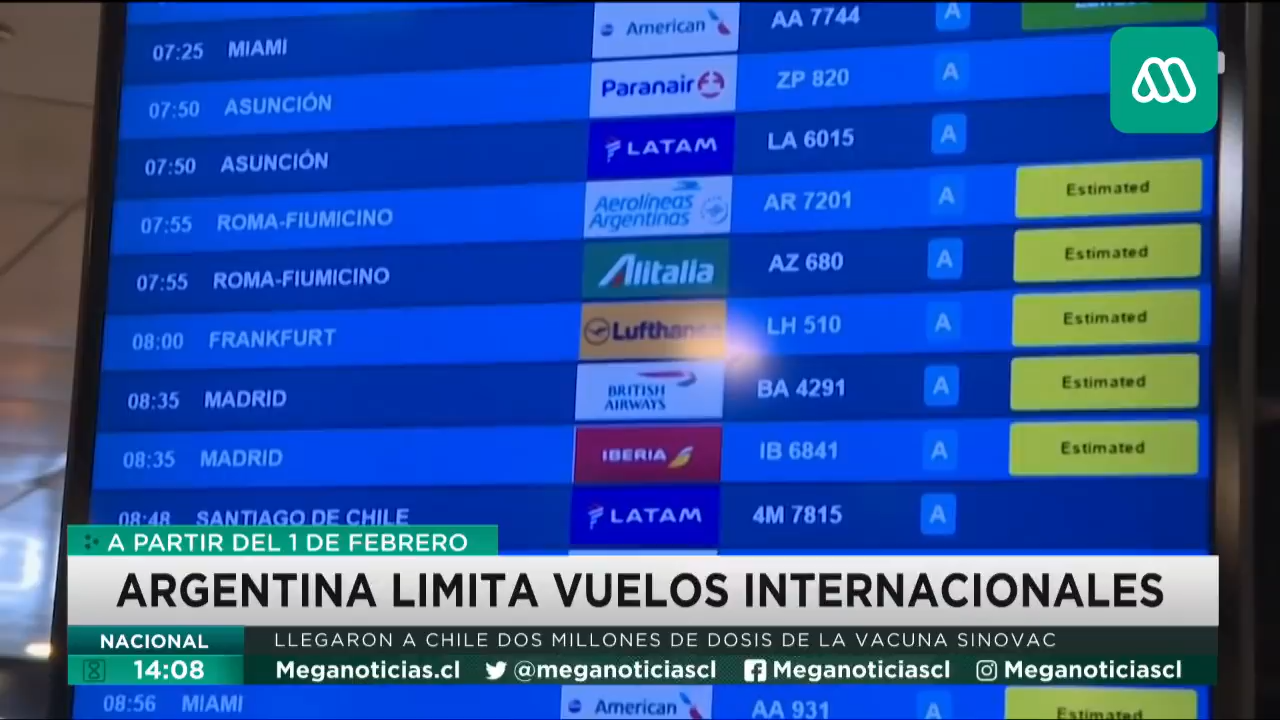 07:25 MIAMI American AA 7744 A
07:50 ASUNCIÓN Paranair ZP 820 A
07:50 ASUNCIÓN LATAM LA 6015 A
07:55 ROMA-FIUMICINO Aerolíneas Argentinas AR 7201 A Estimated
07:55 ROMA-FIUMICINO Alitalia AZ 680 A Estimated
08:00 FRANKFURT Lufthansa LH 510 A Estimated
08:35 MADRID BRITISH AIRWAYS BA 4291 A Estimated
08:35 MADRID IBERIA IB 6841 A Estimated
08:48 SANTIAGO DE CHILE LATAM 4M 7815 A
A PARTIR DEL 1 DE FEBRERO
ARGENTINA LIMITA VUELOS INTERNACIONALES
NACIONAL LLEGARON A CHILE DOS MILLONES DE DOSIS DE LA VACUNA SINOVAC
14:08 Meganoticias.cl @meganoticiascl Meganoticiascl Meganoticiascl
08:56 MIAMI American AA 931 A Estimated